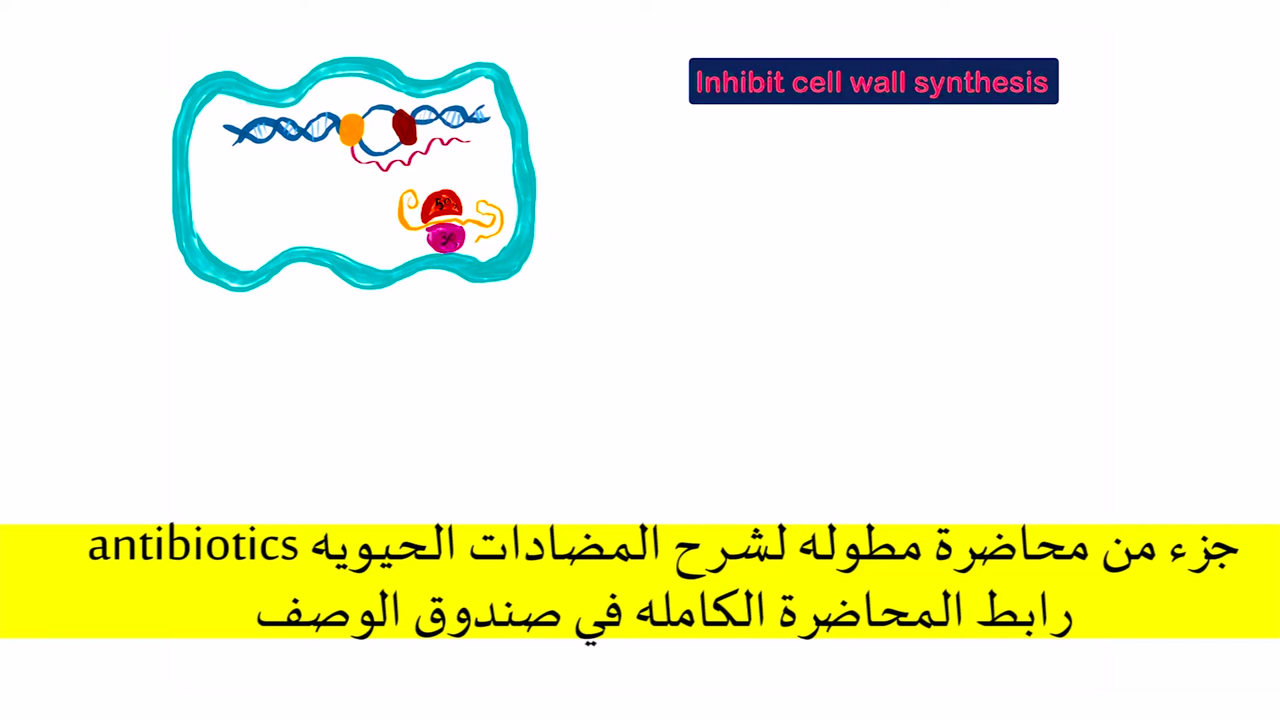 Inhibit cell wall synthesis
جزء من محاضرة مطوله لشرح المضادات الحيويه antibiotics
رابط المحاضرة الكامله في صندوق الوصف